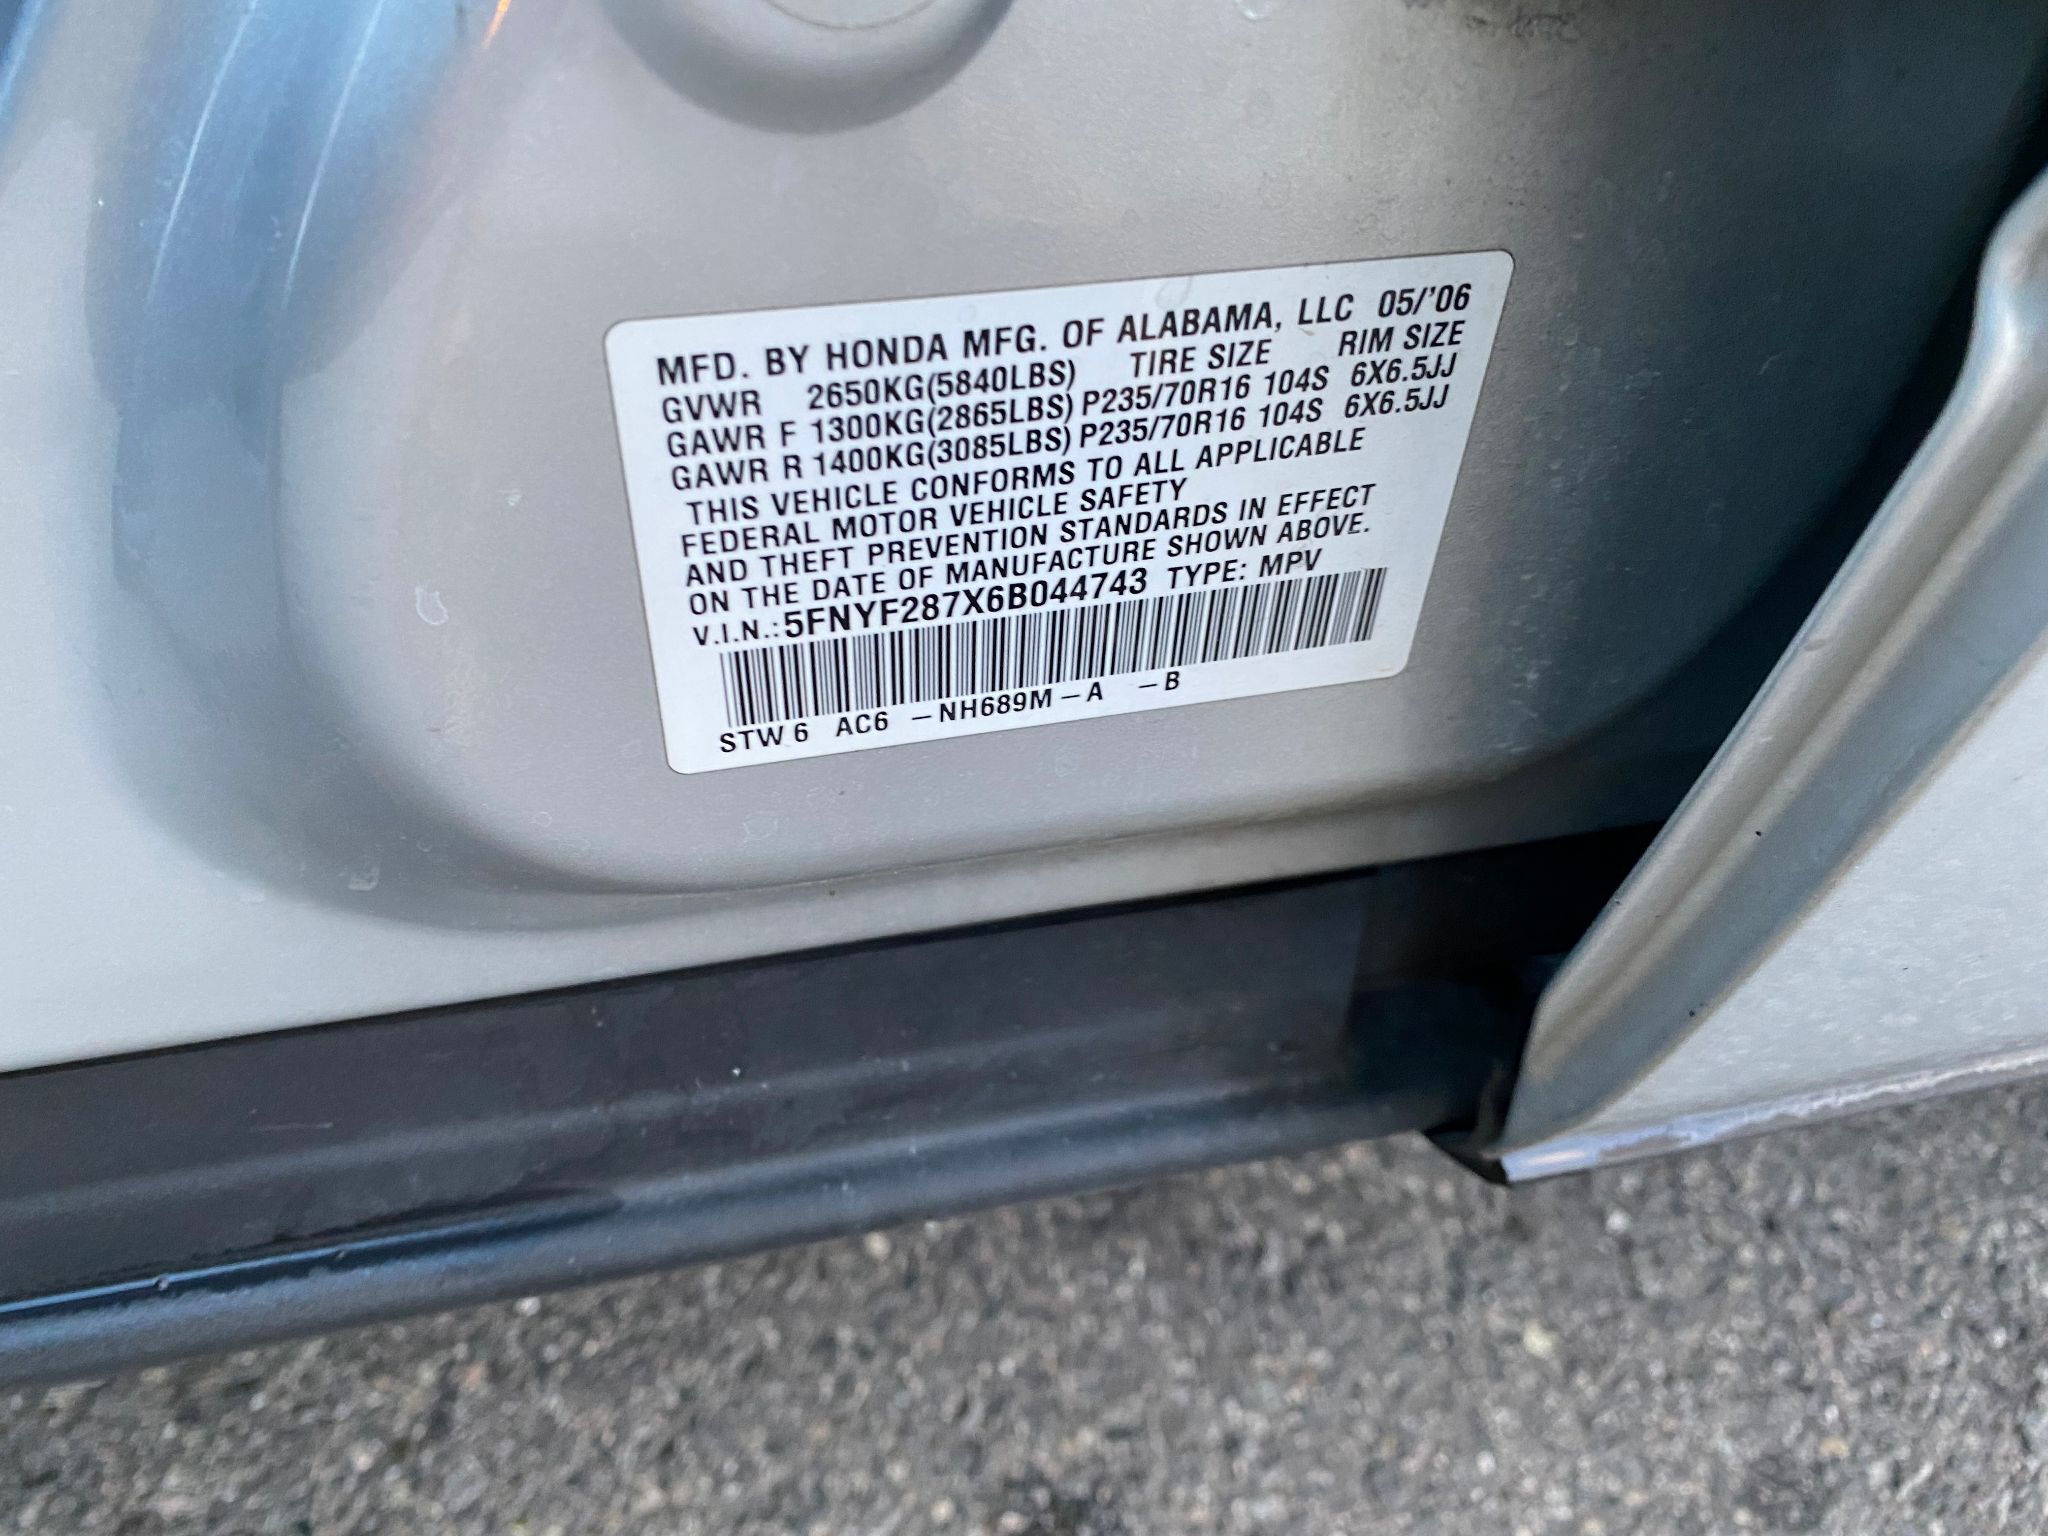 MFD. BY HONDA MFG. OF ALABAMA, LLC 05/'06
GVWR 2650KG(5840LBS) TIRE SIZE RIM SIZE
GAWR F 1300KG(2865LBS) P235/70R16 104S 6X6.5JJ
GAWR R 1400KG(3085LBS) P235/70R16 104S 6X6.5JJ
THIS VEHICLE CONFORMS TO ALL APPLICABLE
FEDERAL MOTOR VEHICLE SAFETY
AND THEFT PREVENTION STANDARDS IN EFFECT
ON THE DATE OF MANUFACTURE SHOWN ABOVE.
V.I.N.: 5FNYF287X6B044743 TYPE: MPV
STW 6 AC6 -NH689M-A -B